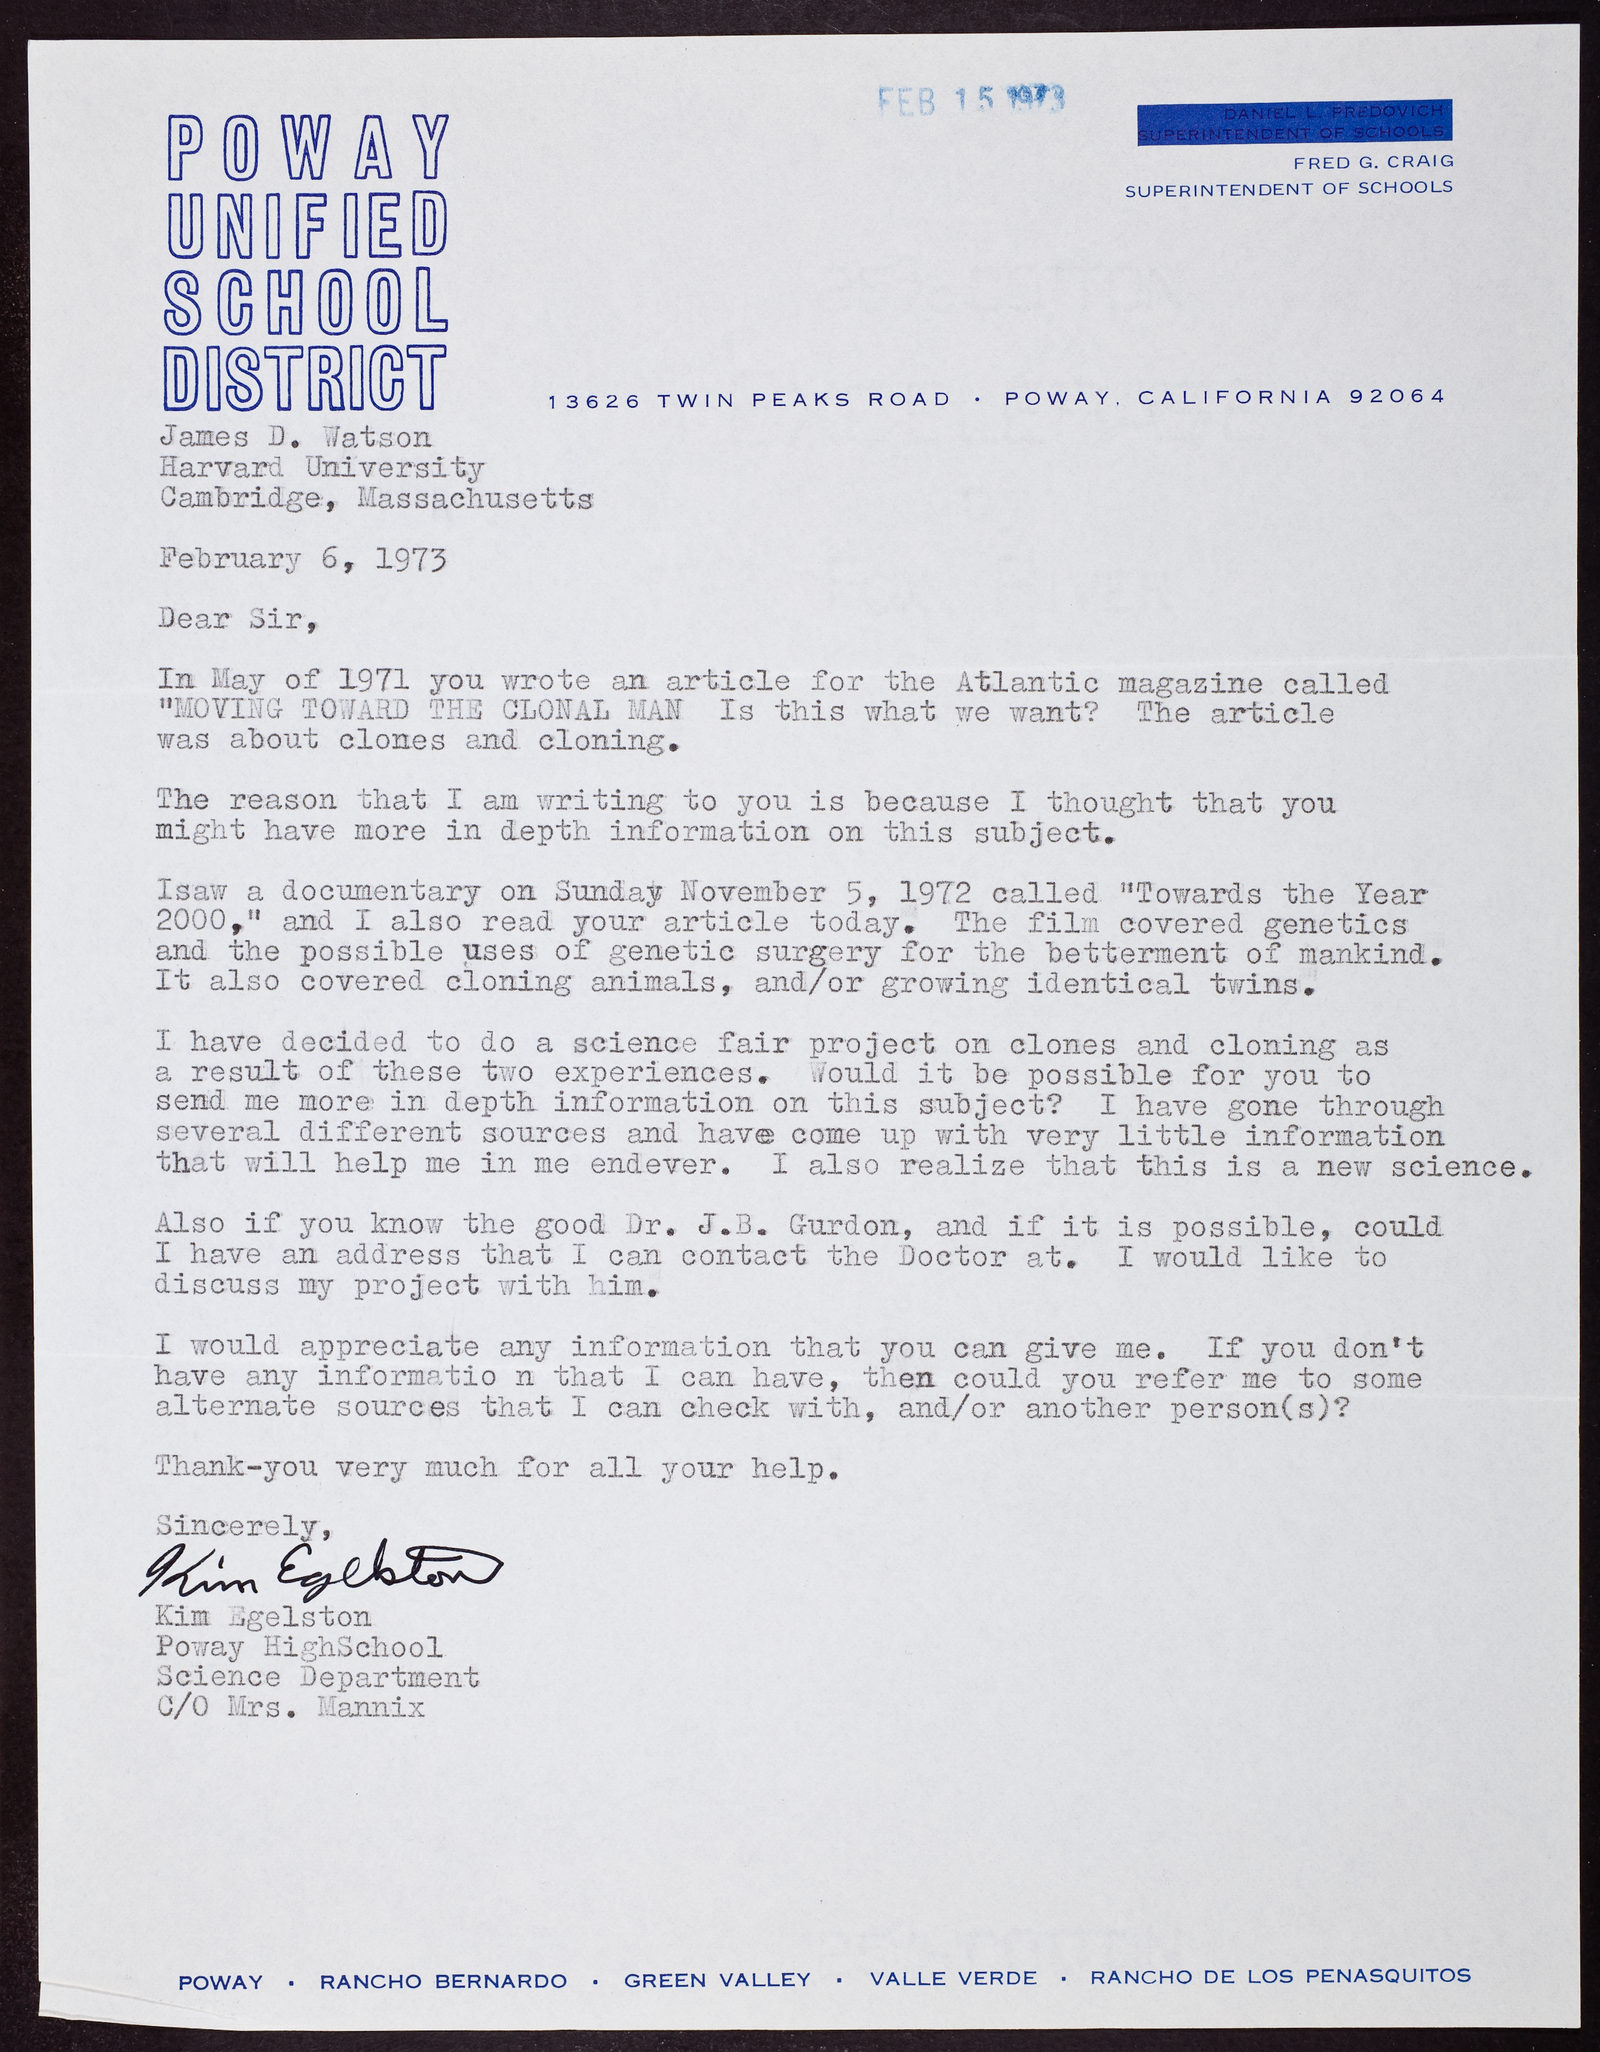 FEB 15 1973
DANIEL L. PREDOVICH
SUPERINTENDENT OF SCHOOLS
FRED G. CRAIG
SUPERINTENDENT OF SCHOOLS
POWAY
UNIFIED
SCHOOL
DISTRICT
13626 TWIN PEAKS ROAD • POWAY, CALIFORNIA 92064
James D. Watson
Harvard University
Cambridge, Massachusetts
February 6, 1973
Dear Sir,
In May of 1971 you wrote an article for the Atlantic magazine called
"MOVING TOWARD THE CLONAL MAN  Is this what we want?  The article
was about clones and cloning.
The reason that I am writing to you is because I thought that you
might have more in depth information on this subject.
Isaw a documentary on Sunday November 5, 1972 called "Towards the Year
2000," and I also read your article today.  The film covered genetics
and the possible uses of genetic surgery for the betterment of mankind.
It also covered cloning animals, and/or growing identical twins.
I have decided to do a science fair project on clones and cloning as
a result of these two experiences.  Would it be possible for you to
send me more in depth information on this subject?  I have gone through
several different sources and have come up with very little information
that will help me in me endever.  I also realize that this is a new science.
Also if you know the good Dr. J.B. Gurdon, and if it is possible, could
I have an address that I can contact the Doctor at.  I would like to
discuss my project with him.
I would appreciate any information that you can give me.  If you don't
have any informatio n that I can have, then could you refer me to some
alternate sources that I can check with, and/or another person(s)?
Thank-you very much for all your help.
Sincerely,
Kim Egelston
Kim Egelston
Poway HighSchool
Science Department
C/O Mrs. Mannix
POWAY • RANCHO BERNARDO • GREEN VALLEY • VALLE VERDE • RANCHO DE LOS PENASQUITOS